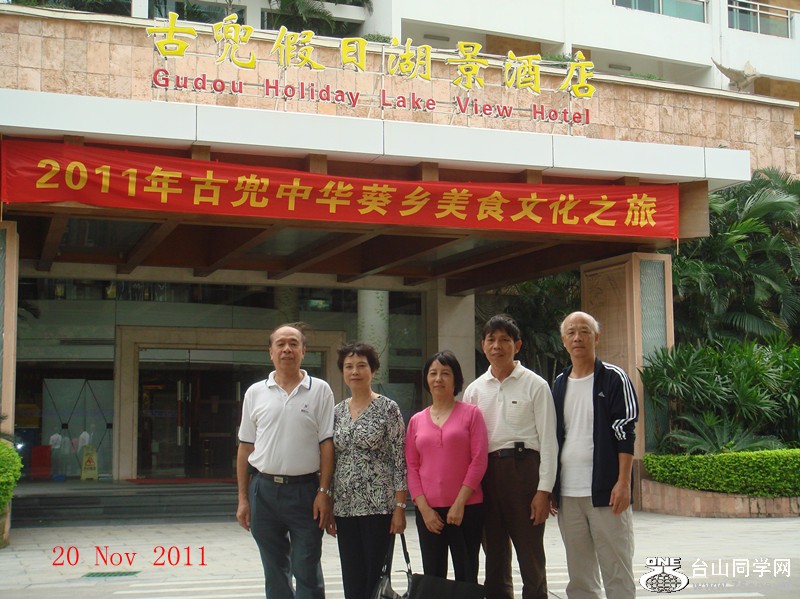 古兜假日湖景酒店
Gudou Holiday Lake View Hotel
2011年古兜中华葵乡美食文化之旅
20 Nov 2011
ONE
台山同学网